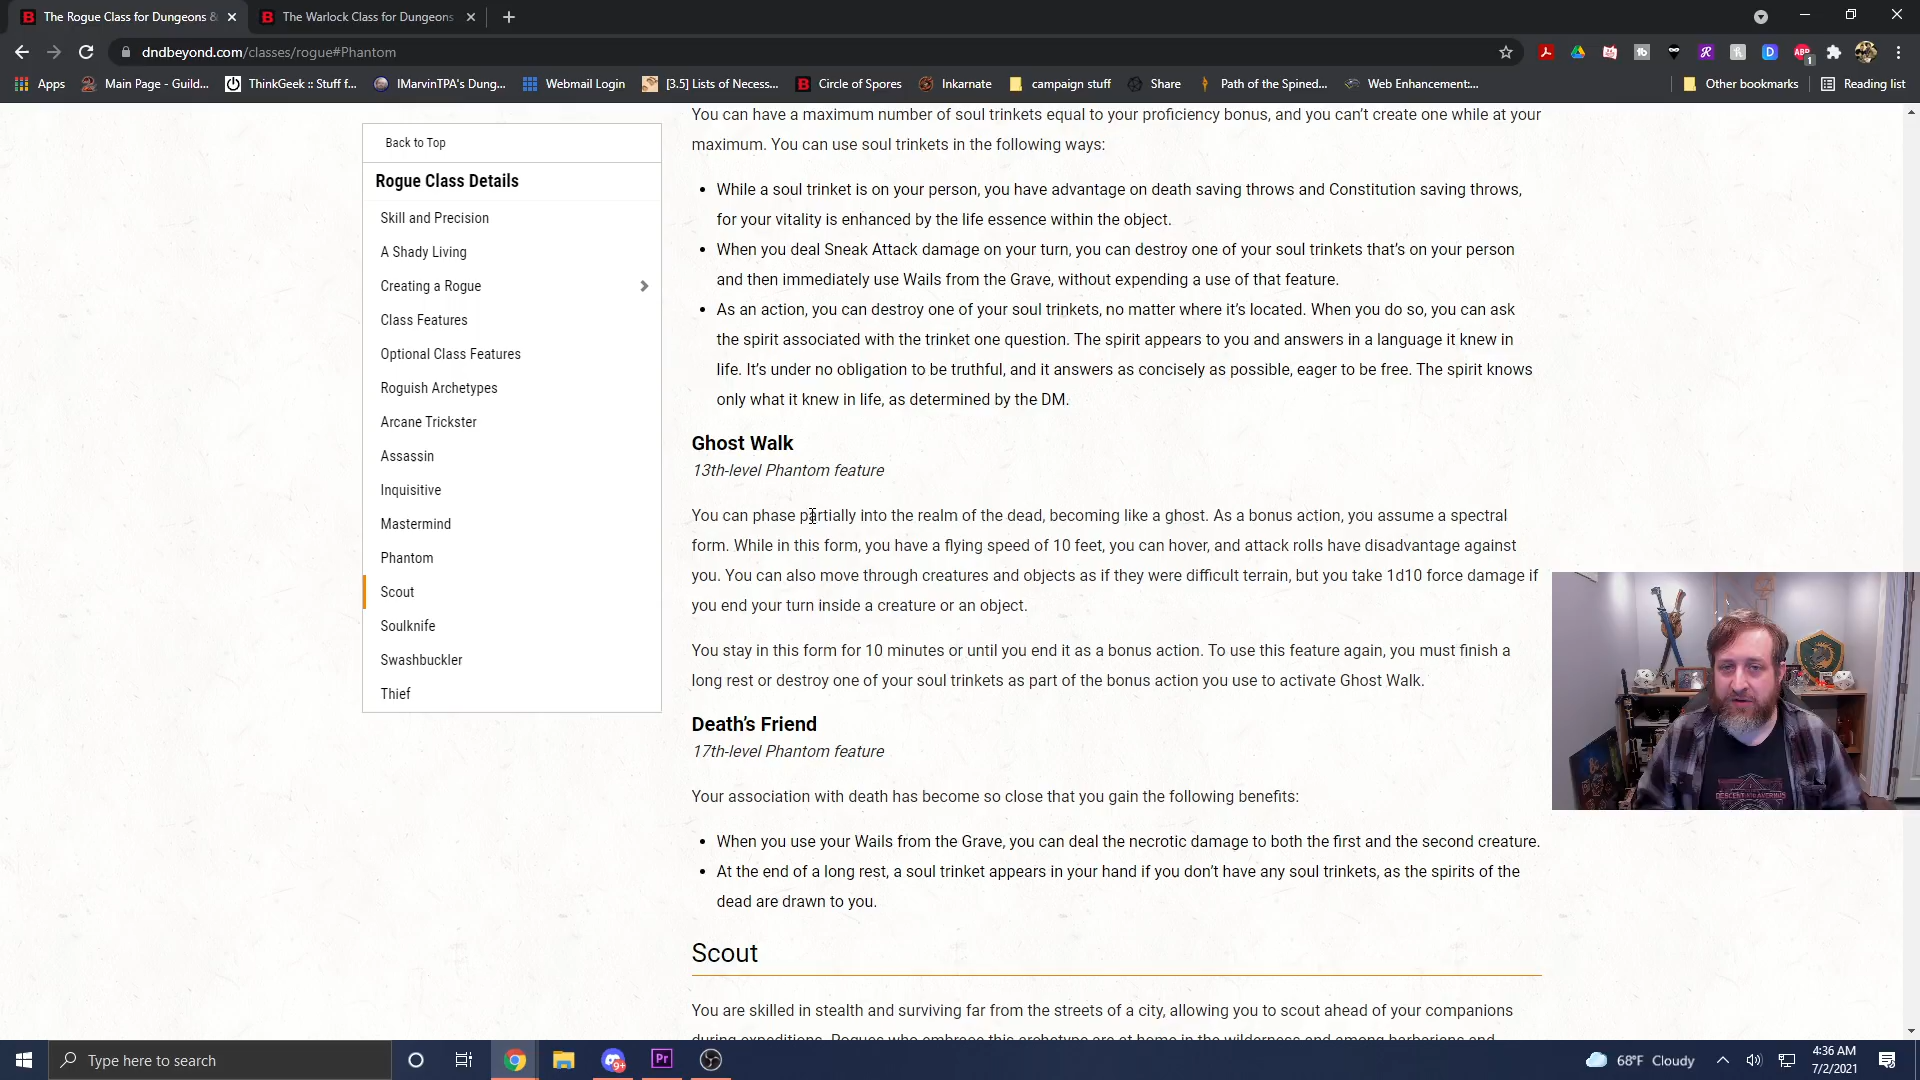 The Rogue Class for Dungeons &
The Warlock Class for Dungeons
dndbeyond.com/classes/rogue#Phantom
Apps
Main Page - Guild...
ThinkGeek :: Stuff f...
IMarvinTPA's Dung...
Webmail Login
[3.5] Lists of Necess...
Circle of Spores
Inkarnate
campaign stuff
Share
Path of the Spined...
Web Enhancement:...
Other bookmarks
Reading list
Back to Top
Rogue Class Details
Skill and Precision
A Shady Living
Creating a Rogue
Class Features
Optional Class Features
Roguish Archetypes
Arcane Trickster
Assassin
Inquisitive
Mastermind
Phantom
Scout
Soulknife
Swashbuckler
Thief
You can have a maximum number of soul trinkets equal to your proficiency bonus, and you can't create one while at your
maximum. You can use soul trinkets in the following ways:
• While a soul trinket is on your person, you have advantage on death saving throws and Constitution saving throws,
for your vitality is enhanced by the life essence within the object.
• When you deal Sneak Attack damage on your turn, you can destroy one of your soul trinkets that's on your person
and then immediately use Wails from the Grave, without expending a use of that feature.
• As an action, you can destroy one of your soul trinkets, no matter where it's located. When you do so, you can ask
the spirit associated with the trinket one question. The spirit appears to you and answers in a language it knew in
life. It's under no obligation to be truthful, and it answers as concisely as possible, eager to be free. The spirit knows
only what it knew in life, as determined by the DM.
Ghost Walk
13th-level Phantom feature
You can phase partially into the realm of the dead, becoming like a ghost. As a bonus action, you assume a spectral
form. While in this form, you have a flying speed of 10 feet, you can hover, and attack rolls have disadvantage against
you. You can also move through creatures and objects as if they were difficult terrain, but you take 1d10 force damage if
you end your turn inside a creature or an object.
You stay in this form for 10 minutes or until you end it as a bonus action. To use this feature again, you must finish a
long rest or destroy one of your soul trinkets as part of the bonus action you use to activate Ghost Walk.
Death's Friend
17th-level Phantom feature
Your association with death has become so close that you gain the following benefits:
• When you use your Wails from the Grave, you can deal the necrotic damage to both the first and the second creature.
• At the end of a long rest, a soul trinket appears in your hand if you don't have any soul trinkets, as the spirits of the
dead are drawn to you.
Scout
You are skilled in stealth and surviving far from the streets of a city, allowing you to scout ahead of your companions
during expeditions. Rogues who embrace this archetype are at home in the wilderness and among barbarians and
DESCENT INTO AVERNUS
Type here to search
9+
Pr
68°F Cloudy
4:36 AM
7/2/2021